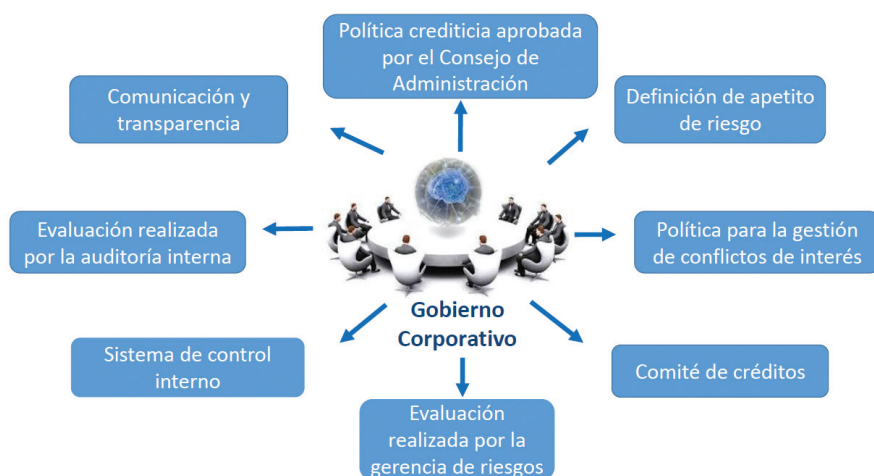 Política crediticia aprobada
por el Consejo de
Administración
Comunicación y
transparencia
Definición de apetito
de riesgo
Evaluación realizada
por la auditoría interna
Política para la gestión
de conflictos de interés
Gobierno
Corporativo
Sistema de control
interno
Comité de créditos
Evaluación
realizada por la
gerencia de riesgos